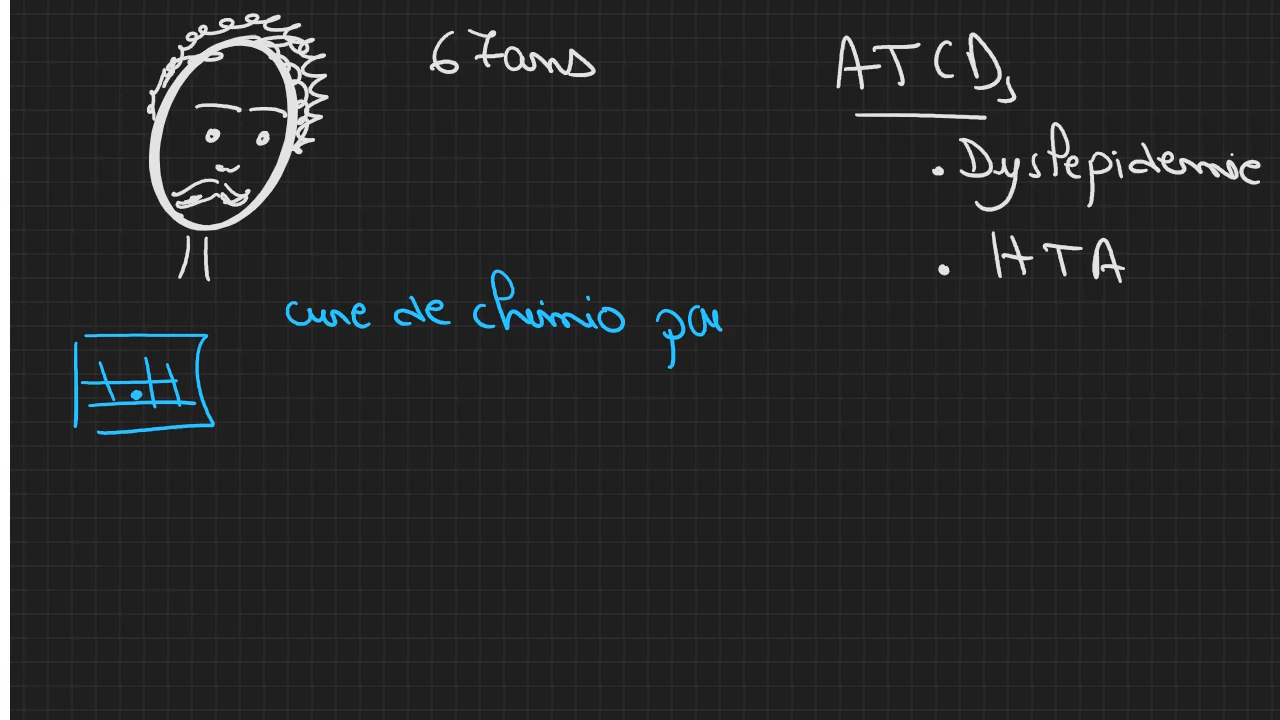 67ans
ATCD,
. Dyslepidemie
. HTA
cure de chimio par